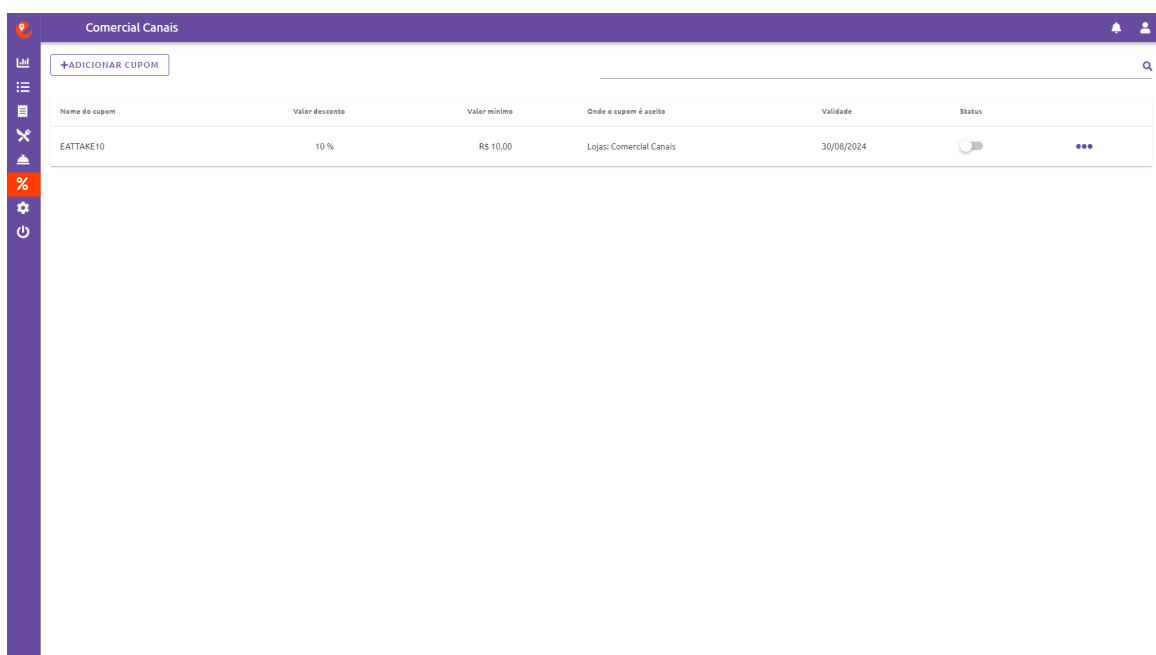 Comercial Canais
+ADICIONAR CUPOM
Nome do cupom Valor desconto Valor mínimo Onde o cupom é aceito Validade Status
EATTAKE10 10 % R$ 10,00 Lojas: Comercial Canais 30/08/2024